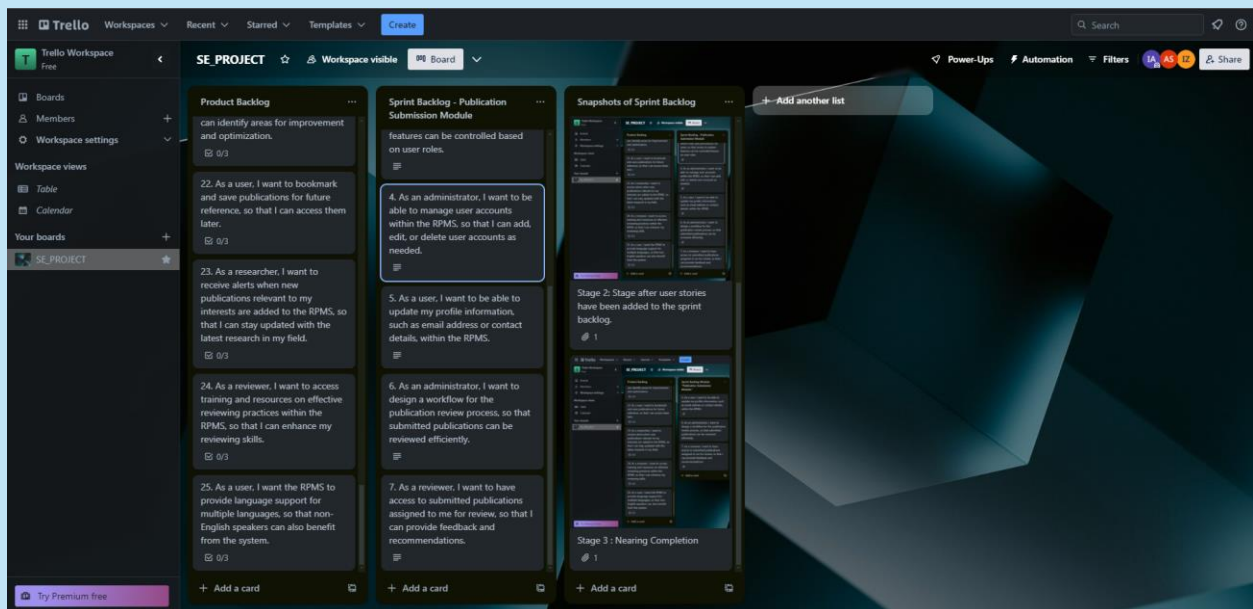 Trello
Workspaces
Recent
Starred
Templates
Create
Search
T
Trello Workspace
Free
SE_PROJECT
Workspace visible
Board
Power-Ups
Automation
Filters
IA
AS
IZ
Share
Boards
Members
Workspace settings
Workspace views
Table
Calendar
Your boards
SE_PROJECT
Try Premium free
Product Backlog
can identify areas for improvement
and optimization.
0/3
22. As a user, I want to bookmark
and save publications for future
reference, so that I can access them
later.
0/3
23. As a researcher, I want to
receive alerts when new
publications relevant to my
interests are added to the RPMS, so
that I can stay updated with the
latest research in my field.
0/3
24. As a reviewer, I want to access
training and resources on effective
reviewing practices within the
RPMS, so that I can enhance my
reviewing skills.
0/3
25. As a user, I want the RPMS to
provide language support for
multiple languages, so that non-
English speakers can also benefit
from the system.
0/3
+ Add a card
Sprint Backlog - Publication
Submission Module
features can be controlled based
on user roles.
4. As an administrator, I want to be
able to manage user accounts
within the RPMS, so that I can add,
edit, or delete user accounts as
needed.
5. As a user, I want to be able to
update my profile information,
such as email address or contact
details, within the RPMS.
6. As an administrator, I want to
design a workflow for the
publication review process, so that
submitted publications can be
reviewed efficiently.
7. As a reviewer, I want to have
access to submitted publications
assigned to me for review, so that I
can provide feedback and
recommendations.
+ Add a card
Snapshots of Sprint Backlog
Stage 2: Stage after user stories
have been added to the sprint
backlog.
1
Stage 3 : Nearing Completion
1
+ Add a card
+ Add another list